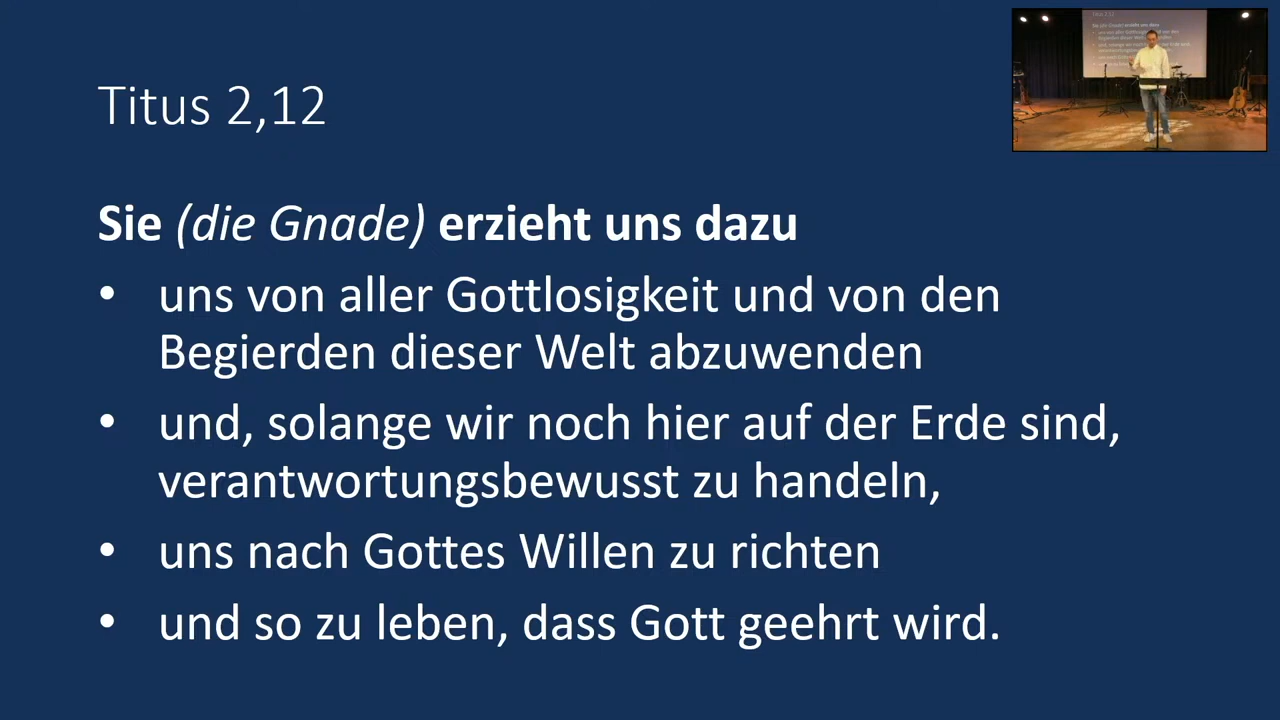 Titus 2,12
Sie (die Gnade) erzieht uns dazu
• uns von aller Gottlosigkeit und von den
Begierden dieser Welt abzuwenden
• und, solange wir noch hier auf der Erde sind,
verantwortungsbewusst zu handeln,
• uns nach Gottes Willen zu richten
• und so zu leben, dass Gott geehrt wird.